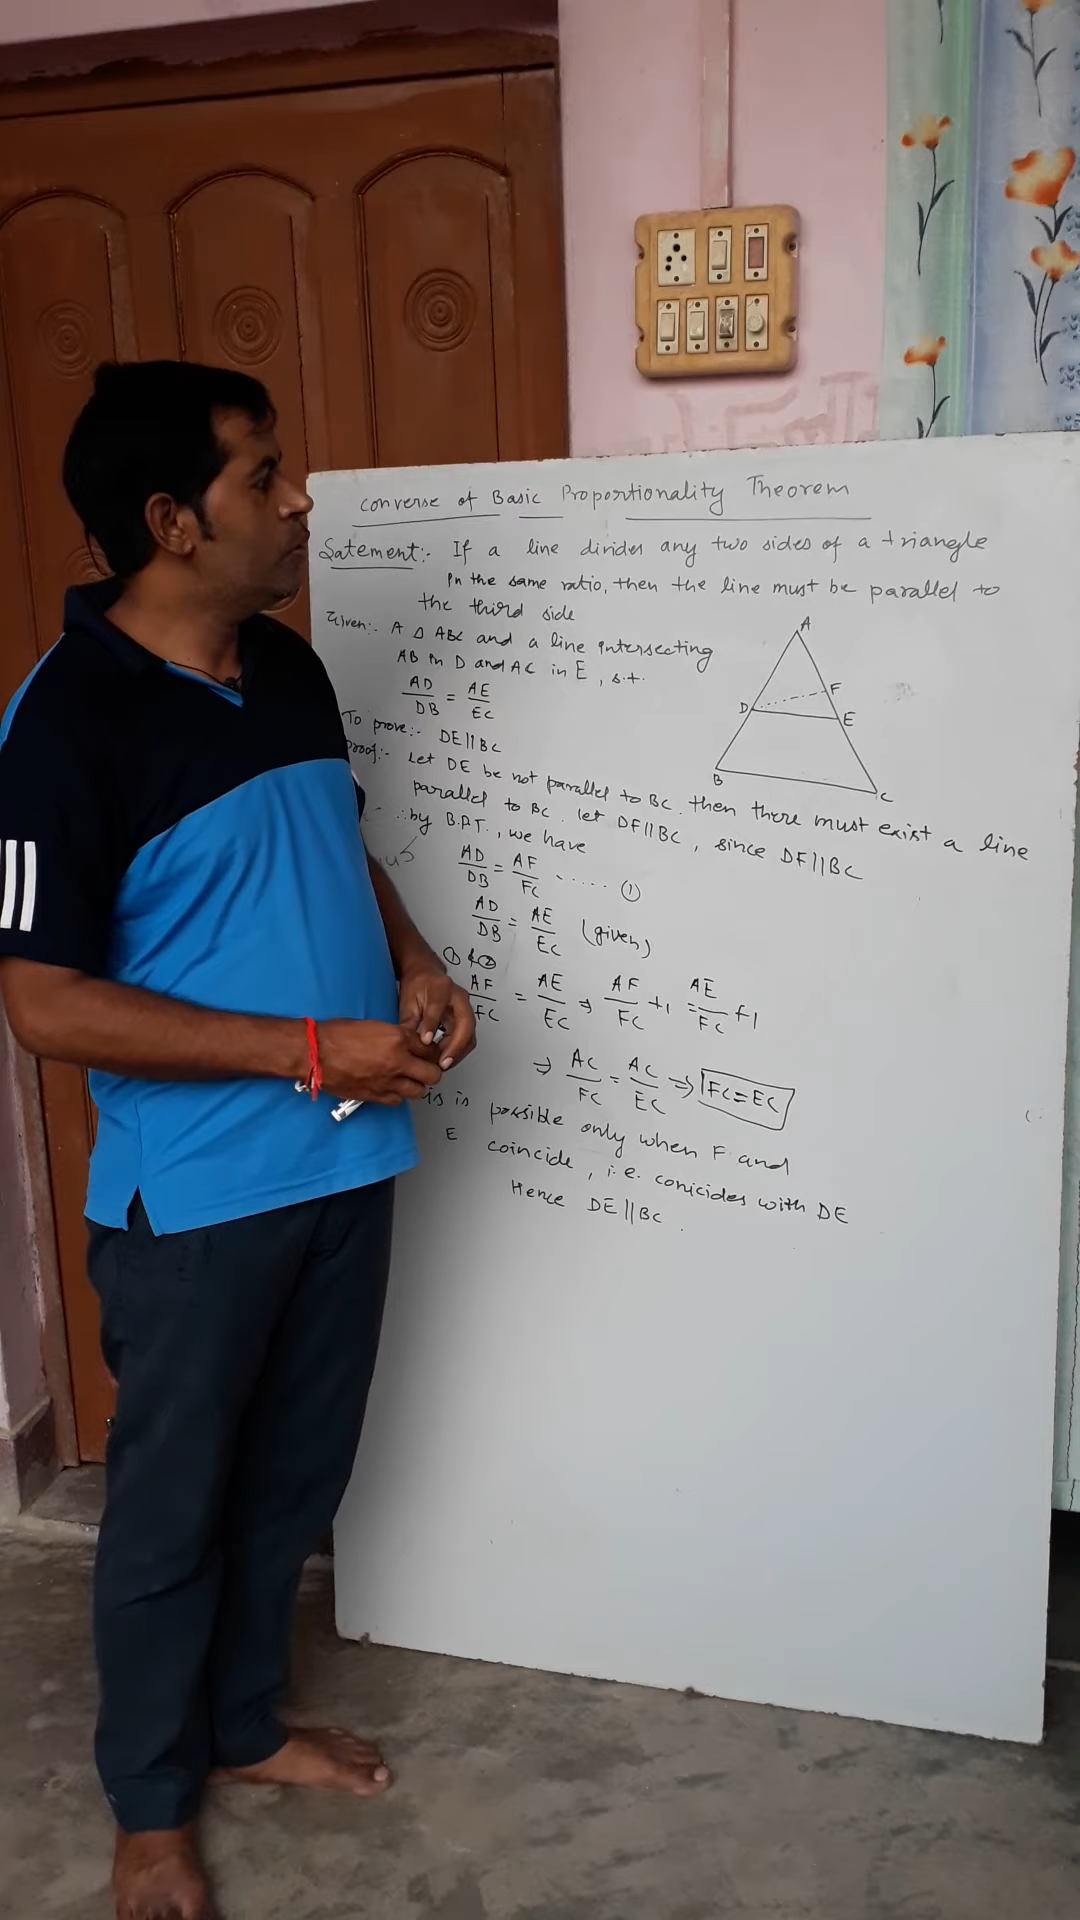 Converse of Basic Proportionality Theorem
Satement:- If a line divides any two sides of a triangle
in the same ratio, then the line must be parallel to
the third side
Given:- A Δ ABC and a line intersecting
AB in D and AC in E, s.t.
AD/DB = AE/EC
To prove:- DE||BC
Proof:- Let DE be not parallel to BC. then there must exist a line
parallel to BC. let DF||BC, since DF||BC
∴ by B.P.T., we have
AD/DB = AF/FC ...... ①
AD/DB = AE/EC (given)
① & ②
AF/FC = AE/EC ⇒ AF/FC +1 = AE/FC +1
⇒ AC/FC = AC/EC ⇒ FC=EC
is is possible only when F and
E coincide, i.e. conicides with DE
Hence DE||BC.
A
F
D
E
B
C